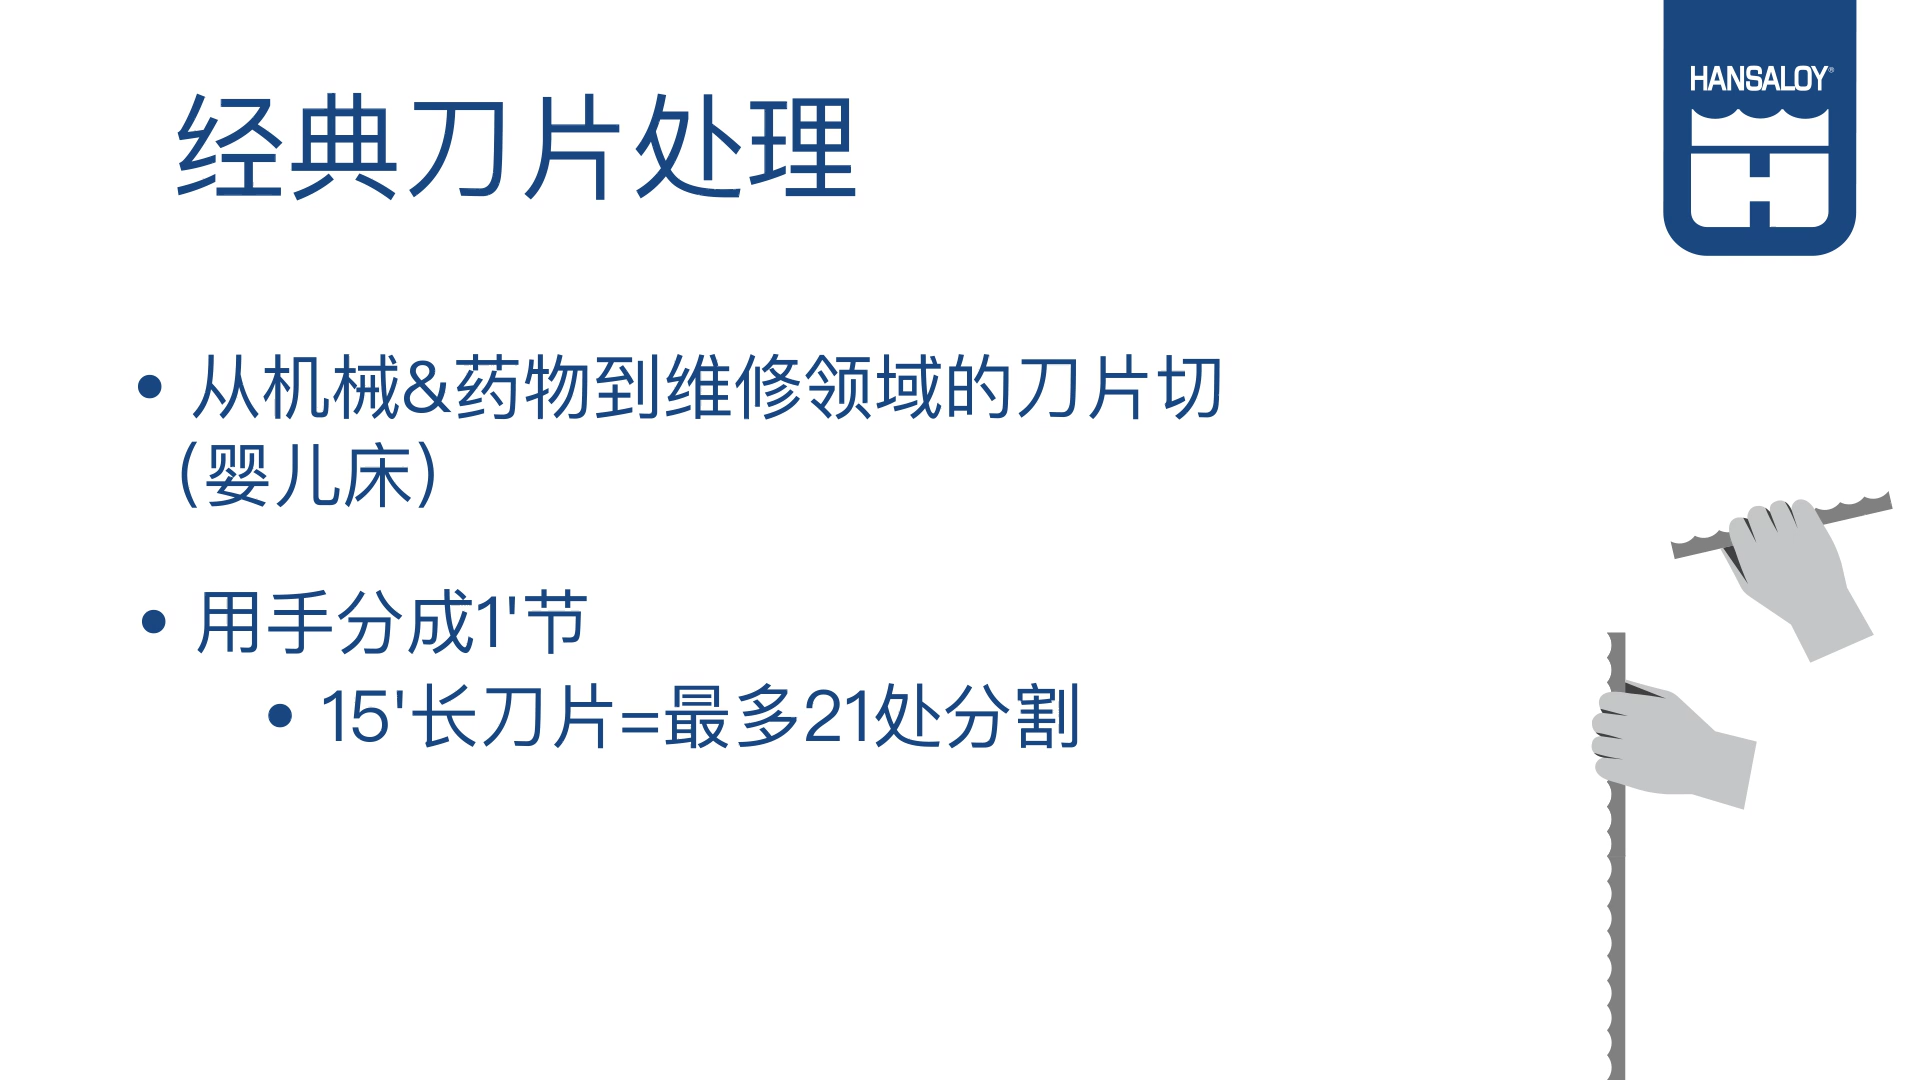 HANSALOY®
经典刀片处理
• 从机械&药物到维修领域的刀片切
(婴儿床)
• 用手分成1'节
• 15'长刀片=最多21处分割